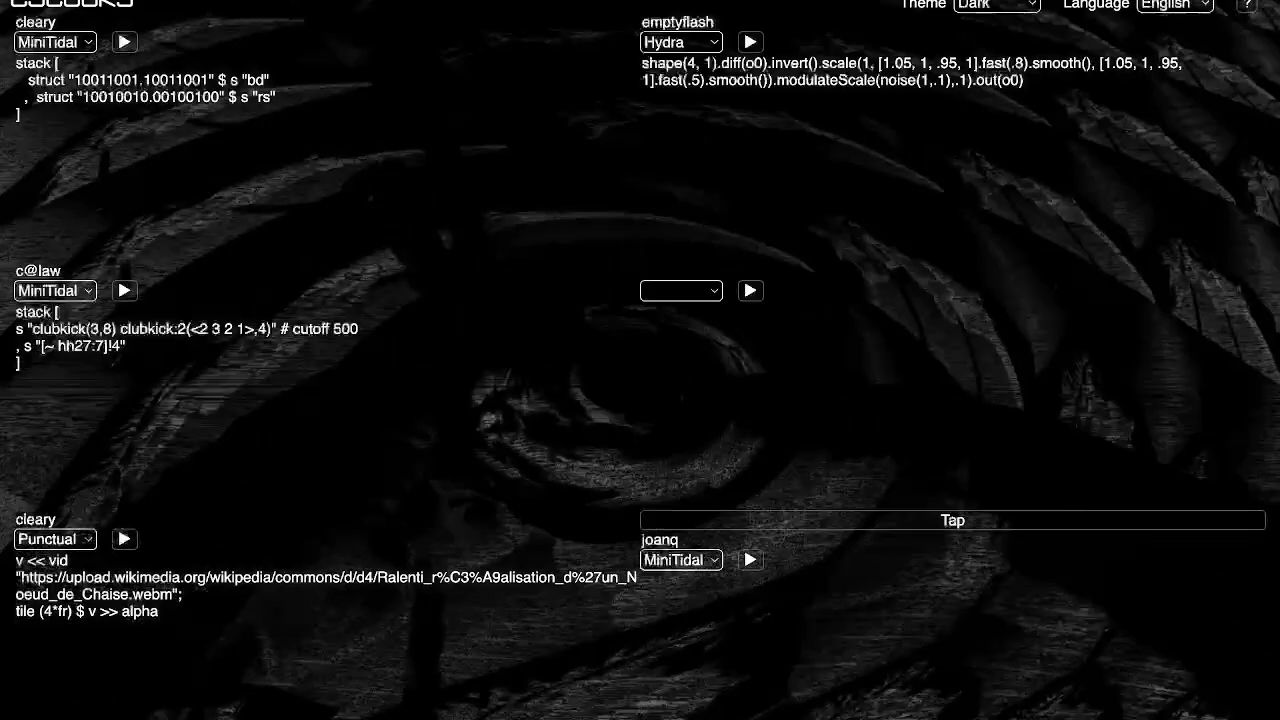 Theme Dark Language English ?
cleary
MiniTidal
stack [
struct "10011001.10011001" $ s "bd"
, struct "10010010.00100100" $ s "rs"
]
emptyflash
Hydra
shape(4, 1).diff(o0).invert().scale(1, [1.05, 1, .95, 1].fast(.8).smooth(), [1.05, 1, .95,
1].fast(.5).smooth()).modulateScale(noise(1,.1),.1).out(o0)
c@law
MiniTidal
stack [
s "clubkick(3,8) clubkick:2(<2 3 2 1>,4)" # cutoff 500
, s "[~ hh27:7]!4"
]
cleary
Punctual
v << vid
"https://upload.wikimedia.org/wikipedia/commons/d/d4/Ralenti_r%C3%A9alisation_d%27un_N
oeud_de_Chaise.webm";
tile (4*fr) $ v >> alpha
Tap
joanq
MiniTidal